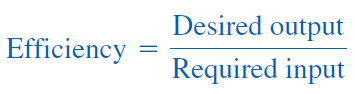 Efficiency = Desired output
Required input